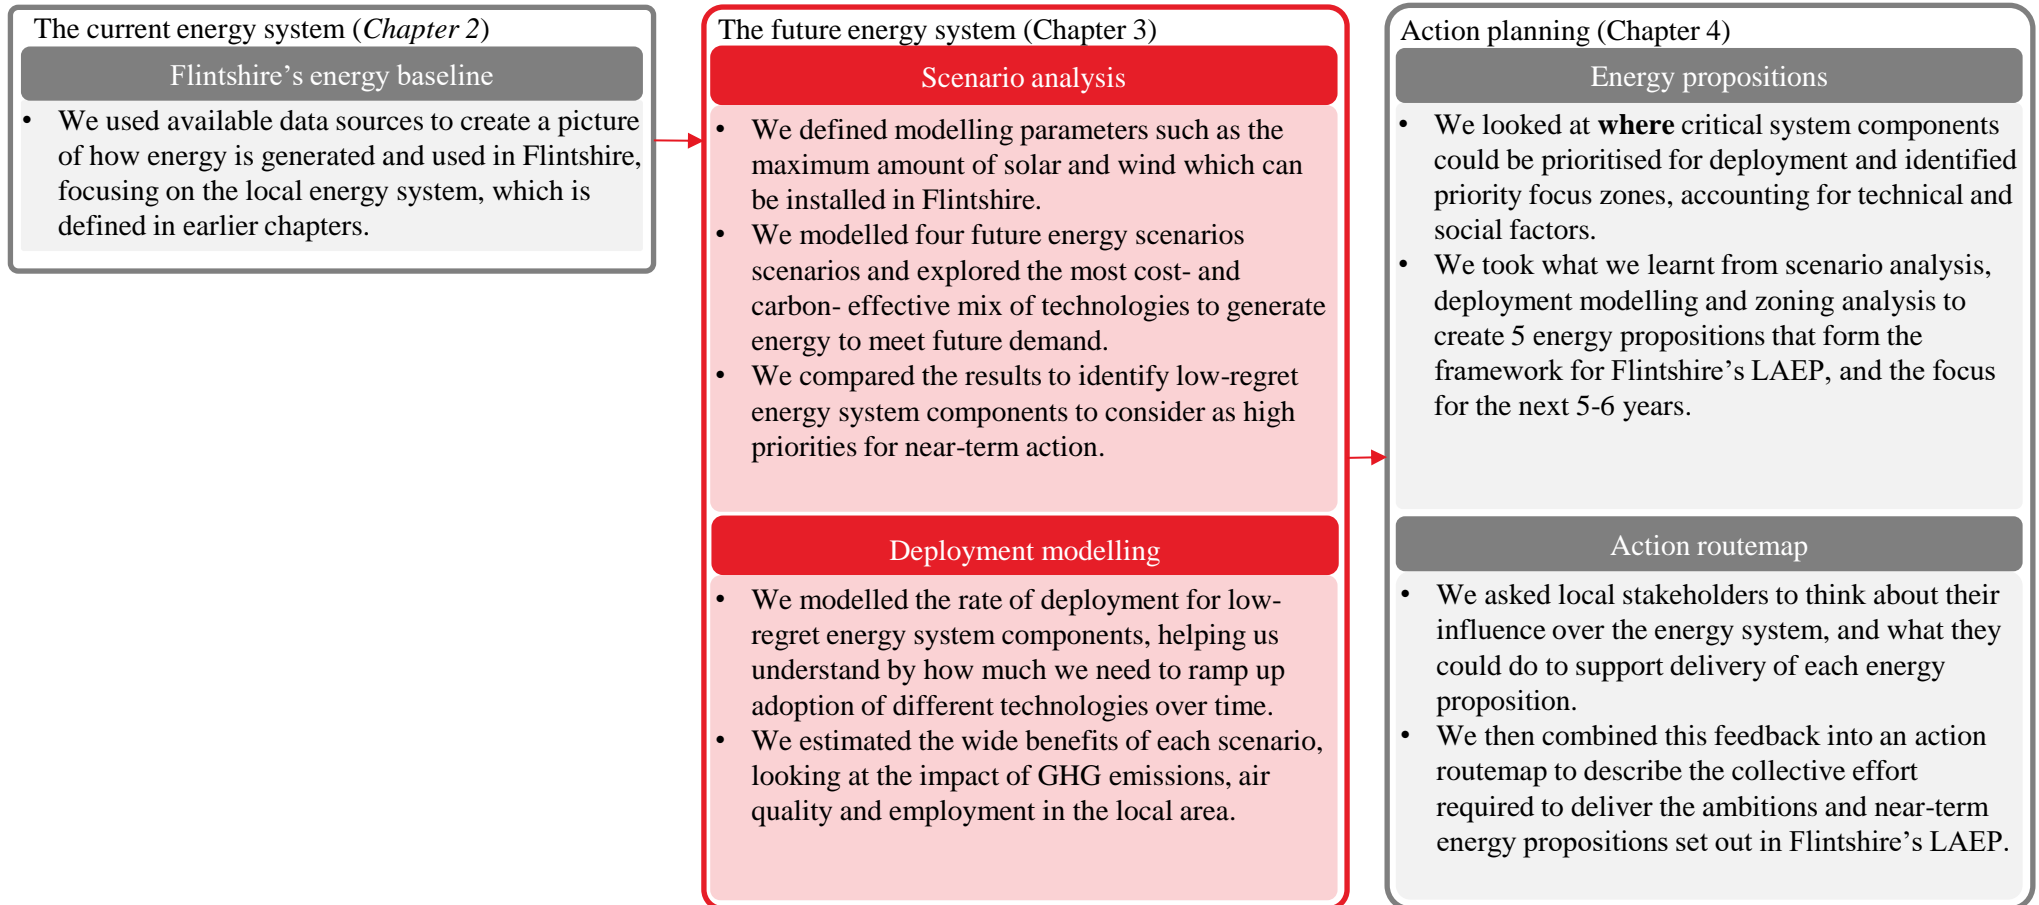 The current energy system (Chapter 2)
Flintshire’s energy baseline
• We used available data sources to create a picture
of how energy is generated and used in Flintshire,
focusing on the local energy system, which is
defined in earlier chapters.
The future energy system (Chapter 3)
Scenario analysis
• We defined modelling parameters such as the
maximum amount of solar and wind which can
be installed in Flintshire.
• We modelled four future energy scenarios
scenarios and explored the most cost- and
carbon- effective mix of technologies to generate
energy to meet future demand.
• We compared the results to identify low-regret
energy system components to consider as high
priorities for near-term action.
Deployment modelling
• We modelled the rate of deployment for low-
regret energy system components, helping us
understand by how much we need to ramp up
adoption of different technologies over time.
• We estimated the wide benefits of each scenario,
looking at the impact of GHG emissions, air
quality and employment in the local area.
Action planning (Chapter 4)
Energy propositions
• We looked at where critical system components
could be prioritised for deployment and identified
priority focus zones, accounting for technical and
social factors.
• We took what we learnt from scenario analysis,
deployment modelling and zoning analysis to
create 5 energy propositions that form the
framework for Flintshire’s LAEP, and the focus
for the next 5-6 years.
Action routemap
• We asked local stakeholders to think about their
influence over the energy system, and what they
could do to support delivery of each energy
proposition.
• We then combined this feedback into an action
routemap to describe the collective effort
required to deliver the ambitions and near-term
energy propositions set out in Flintshire’s LAEP.